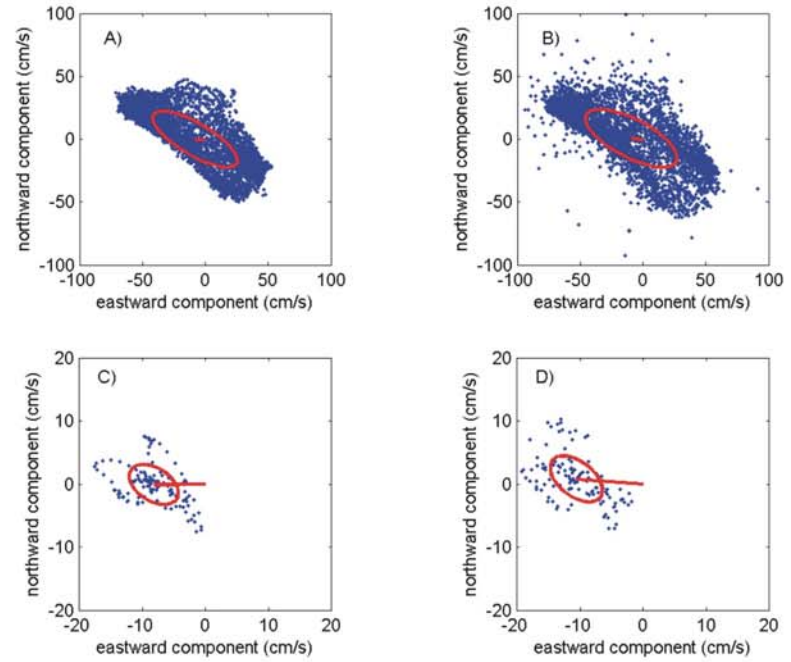 A)
100
50
0
-50
-100
northward component (cm/s)
-100 -50 0 50 100
eastward component (cm/s)
B)
100
50
0
-50
-100
northward component (cm/s)
-100 -50 0 50 100
eastward component (cm/s)
C)
20
10
0
-10
-20
northward component (cm/s)
-20 -10 0 10 20
eastward component (cm/s)
D)
20
10
0
-10
-20
northward component (cm/s)
-20 -10 0 10 20
eastward component (cm/s)